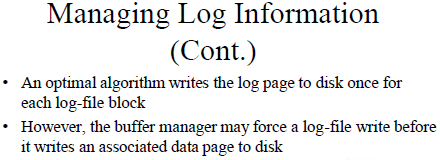 Managing Log Information
(Cont.)
• An optimal algorithm writes the log page to disk once for
each log-file block
• However, the buffer manager may force a log-file write before
it writes an associated data page to disk